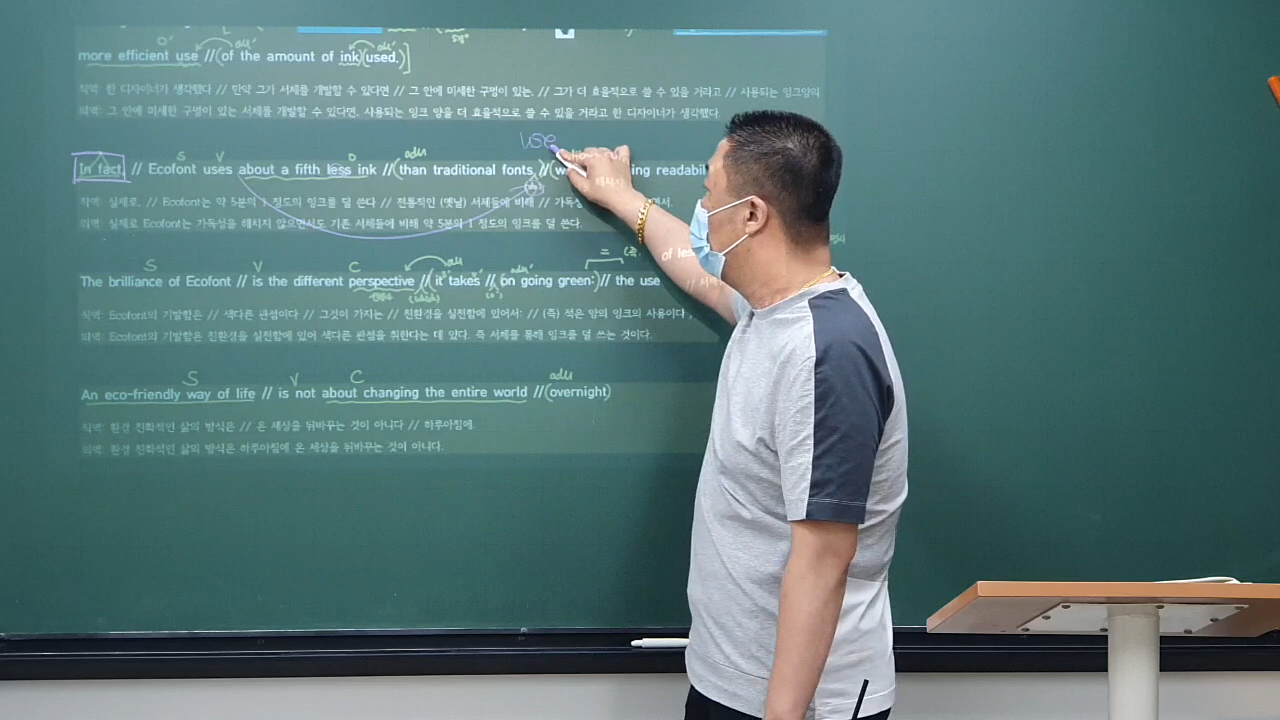 more efficient use //(of the amount of ink (used.)]
직역: 한 디자이너가 생각했다 // 만약 그가 서체를 개발할 수 있다면 // 그 안에 미세한 구멍이 있는. // 그가 더 효율적으로 쓸 수 있을 거라고 // 사용되는 잉크양의
의역: 그 안에 미세한 구멍이 있는 서체를 개발할 수 있다면, 사용되는 잉크 양을 더 효율적으로 쓸 수 있을 거라고 한 디자이너가 생각했다.
use
S V O adu
In fact, // Ecofont uses about a fifth less ink //(than traditional fonts //(w ing readabil
직역: 실제로, // Ecofont는 약 5분의 1 정도의 잉크를 덜 쓴다 // 전통적인 (옛날) 서체들에 비해 // 가독성
의역: 실제로 Ecofont는 가독성을 해치지 않으면서도 기존 서체들에 비해 약 5분의 1 정도의 잉크를 덜 쓴다.
S V C
The brilliance of Ecofont // is the different perspective //(it takes //(on going green:)// the use of les
직역: Ecofont의 기발함은 // 색다른 관점이다 // 그것이 가지는 // 친환경을 실천함에 있어서: // (즉) 적은 양의 잉크의 사용이다 // 서체
의역: Ecofont의 기발함은 친환경을 실천함에 있어 색다른 관점을 취한다는 데 있다. 즉 서체를 통해 잉크를 덜 쓰는 것이다.
S V C adu
An eco-friendly way of life // is not about changing the entire world //(overnight)
직역: 환경 친화적인 삶의 방식은 // 온 세상을 뒤바꾸는 것이 아니다 // 하루아침에.
의역: 환경 친화적인 삶의 방식은 하루아침에 온 세상을 뒤바꾸는 것이 아니다.